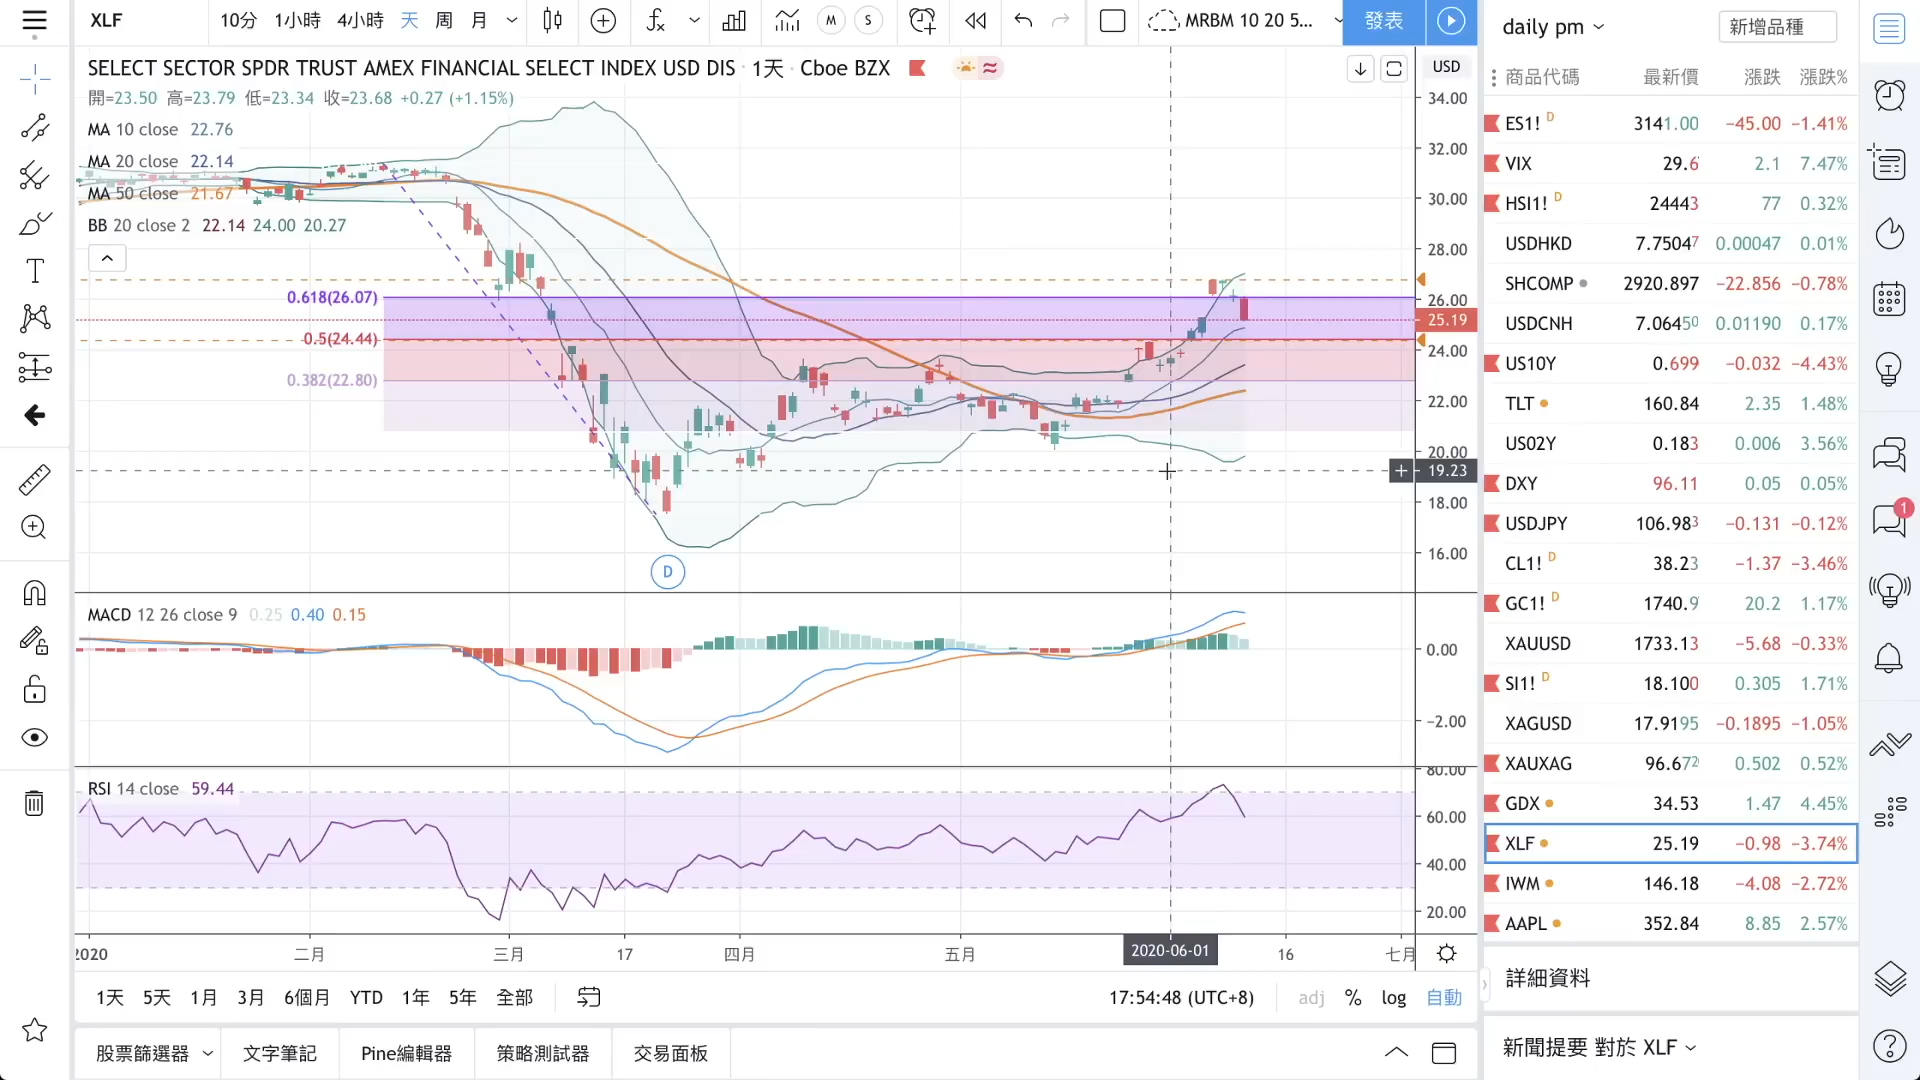 XLF
10分 1小時 4小時 天 周 月
M S
MRBM 10 20 5...
發表
SELECT SECTOR SPDR TRUST AMEX FINANCIAL SELECT INDEX USD DIS · 1天 · Cboe BZX
開=23.50 高=23.79 低=23.34 收=23.68 +0.27 (+1.15%)
MA 10 close 22.76
MA 20 close 22.14
MA 50 close 21.67
BB 20 close 2 22.14 24.00 20.27
0.618(26.07)
0.5(24.44)
0.382(22.80)
D
USD
34.00
32.00
30.00
28.00
26.00
25.19
24.00
22.00
20.00
19.23
18.00
16.00
MACD 12 26 close 9 0.25 0.40 0.15
0.00
−2.00
RSI 14 close 59.44
80.00
60.00
40.00
20.00
2020 二月 三月 17 四月 五月 2020-06-01 16 七月
1天 5天 1月 3月 6個月 YTD 1年 5年 全部
17:54:48 (UTC+8) adj % log 自動
股票篩選器 文字筆記 Pine編輯器 策略測試器 交易面板
daily pm 新增品種
商品代碼 最新價 漲跌 漲跌%
ES1! D 3141.00 −45.00 −1.41%
VIX 29.6 2.1 7.47%
HSI1! D 24443 77 0.32%
USDHKD 7.75047 0.00047 0.01%
SHCOMP 2920.897 −22.856 −0.78%
USDCNH 7.06450 0.01190 0.17%
US10Y 0.699 −0.032 −4.43%
TLT 160.84 2.35 1.48%
US02Y 0.183 0.006 3.56%
DXY 96.11 0.05 0.05%
USDJPY 106.983 −0.131 −0.12%
CL1! D 38.23 −1.37 −3.46%
GC1! D 1740.9 20.2 1.17%
XAUUSD 1733.13 −5.68 −0.33%
SI1! D 18.100 0.305 1.71%
XAGUSD 17.9195 −0.1895 −1.05%
XAUXAG 96.672 0.502 0.52%
GDX 34.53 1.47 4.45%
XLF 25.19 −0.98 −3.74%
IWM 146.18 −4.08 −2.72%
AAPL 352.84 8.85 2.57%
詳細資料
新聞提要 對於 XLF
1